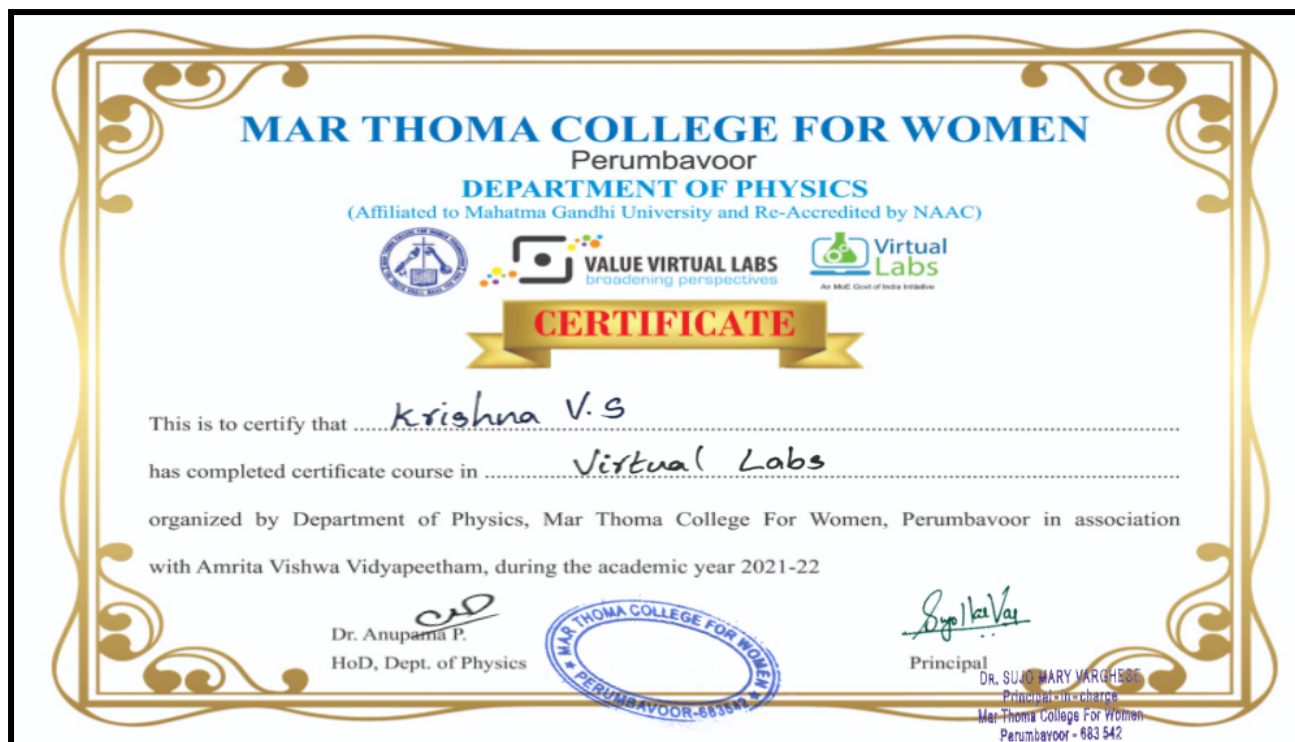 MAR THOMA COLLEGE FOR WOMEN
Perumbavoor
DEPARTMENT OF PHYSICS
(Affiliated to Mahatma Gandhi University and Re-Accredited by NAAC)
VALUE VIRTUAL LABS
broadening perspectives
Virtual
Labs
An MoE Govt of India Initiative
CERTIFICATE
This is to certify that Krishna V.S
has completed certificate course in Virtual Labs
organized by Department of Physics, Mar Thoma College For Women, Perumbavoor in association
with Amrita Vishwa Vidyapeetham, during the academic year 2021-22
Dr. Anupama P.
HoD, Dept. of Physics
MAR THOMA COLLEGE FOR WOMEN
PERUMBAVOOR-683542
Principal
DR. SUJO MARY VARGHESE
Principal-in-charge
Mar Thoma College For Women
Perumbavoor - 683 542